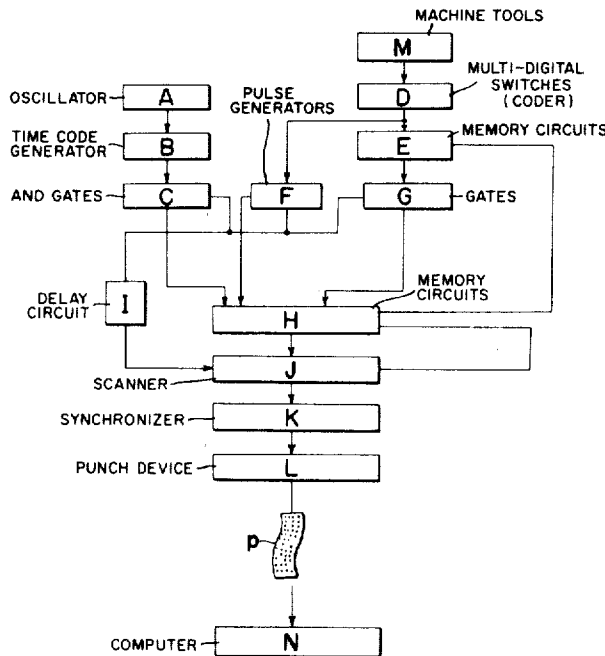 MACHINE TOOLS
M
MULTI-DIGITAL
SWITCHES
(CODER)
D
PULSE
GENERATORS
OSCILLATOR
A
TIME CODE
GENERATOR
B
MEMORY CIRCUITS
E
AND GATES
C
F
G
GATES
DELAY
CIRCUIT
I
MEMORY
CIRCUITS
H
J
SCANNER
SYNCHRONIZER
K
PUNCH DEVICE
L
p
COMPUTER
N